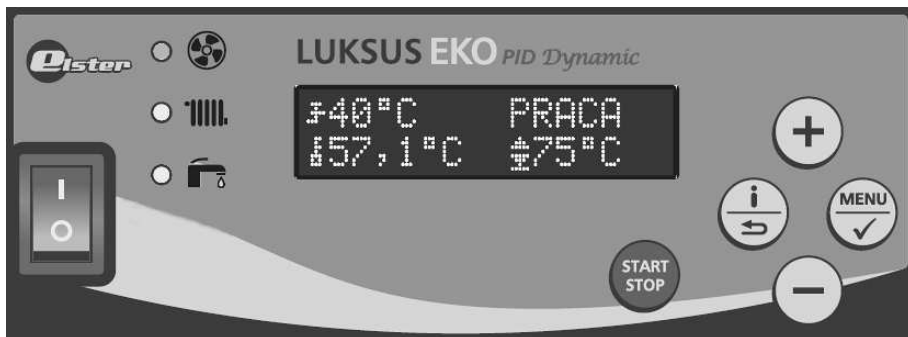 elster
LUKSUS EKO PID Dynamic
40°C PRACA
57,1°C 75°C
MENU
START
STOP